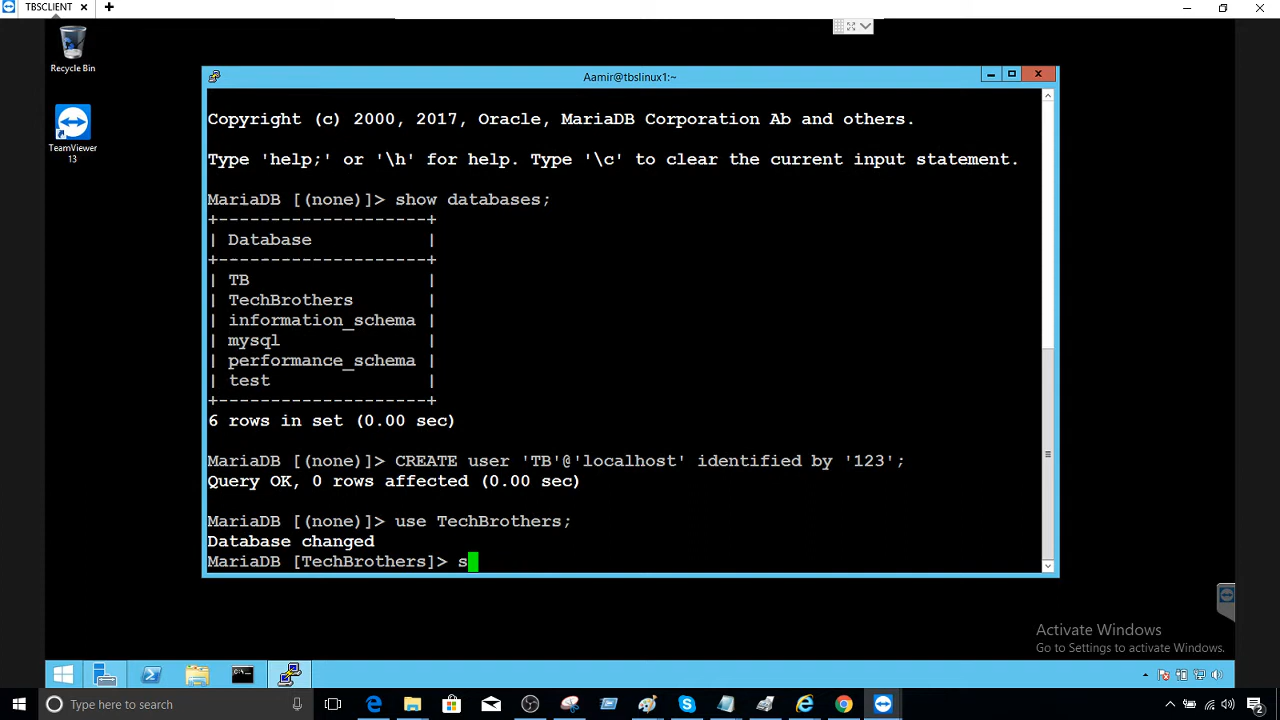 TBSCLIENT
Recycle Bin
TeamViewer
13
Aamir@tbslinux1:~
Copyright (c) 2000, 2017, Oracle, MariaDB Corporation Ab and others.
Type 'help;' or '\h' for help. Type '\c' to clear the current input statement.
MariaDB [(none)]> show databases;
+--------------------+
| Database           |
+--------------------+
| TB                 |
| TechBrothers       |
| information_schema |
| mysql              |
| performance_schema |
| test               |
+--------------------+
6 rows in set (0.00 sec)
MariaDB [(none)]> CREATE user 'TB'@'localhost' identified by '123';
Query OK, 0 rows affected (0.00 sec)
MariaDB [(none)]> use TechBrothers;
Database changed
MariaDB [TechBrothers]> s
Activate Windows
Go to Settings to activate Windows.
Type here to search
2